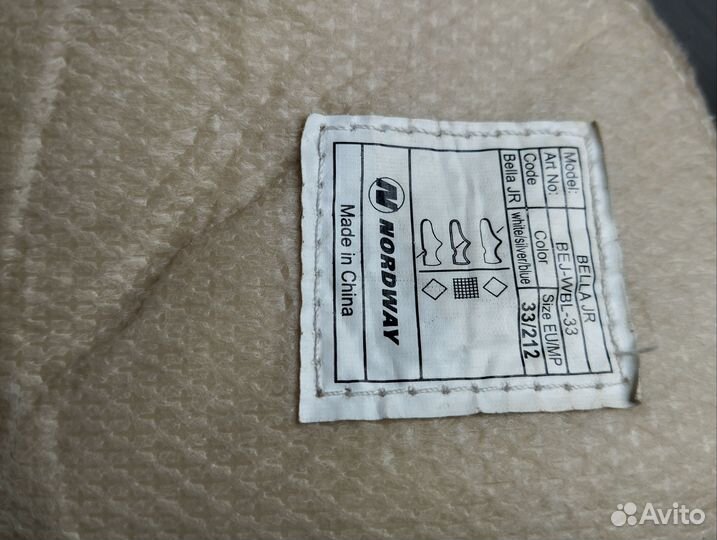 Model: BELLA JR
Art No: BEJ-WBL-33
Code Color Size EU/MP
Bella JR white/silver/blue 33/212
NORDWAY
Made in China
Avito